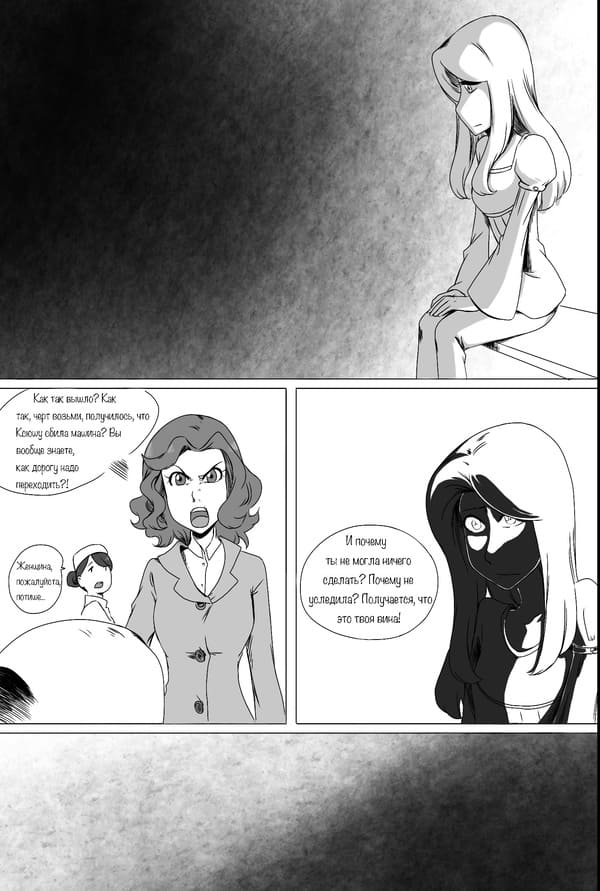 Как так вышло? Как
так, черт возьми, получилось, что
Ксюшу сбила машина? Вы
вообще знаете,
как дорогу надо
переходить?!
Женщина,
пожалуйста,
потише...
И почему
ты не могла ничего
сделать? Почему не
уследила? Получается, что
это твоя вина!